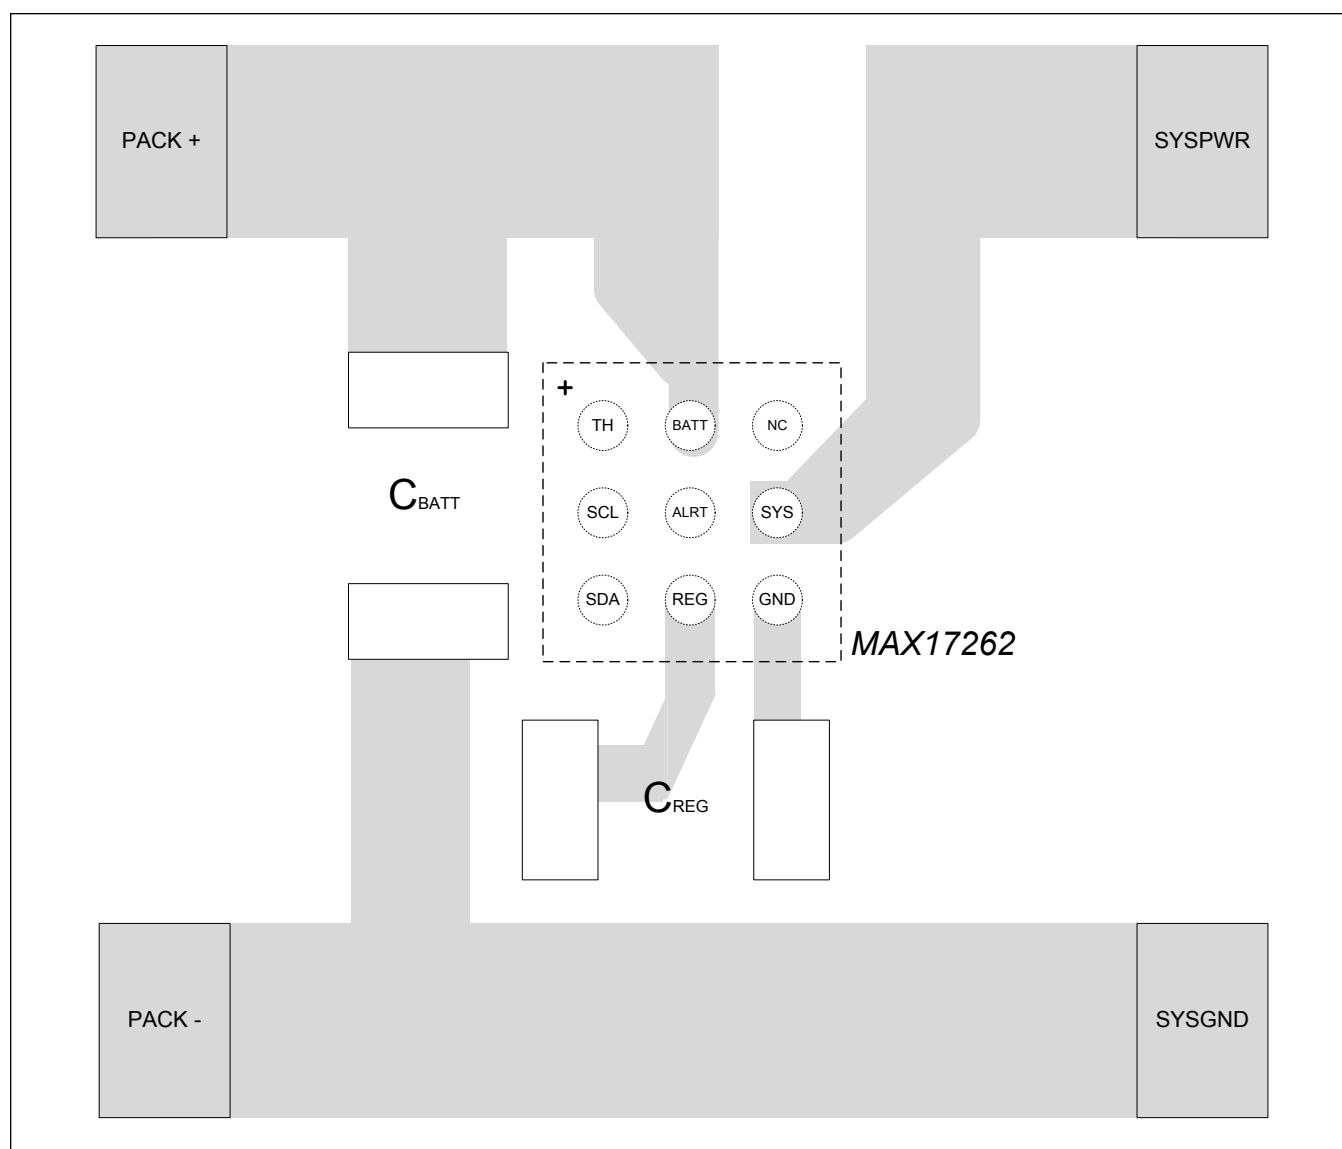 PACK +
SYSPWR
+
TH
BATT
NC
CBATT
SCL
ALRT
SYS
SDA
REG
GND
MAX17262
CREG
PACK -
SYSGND